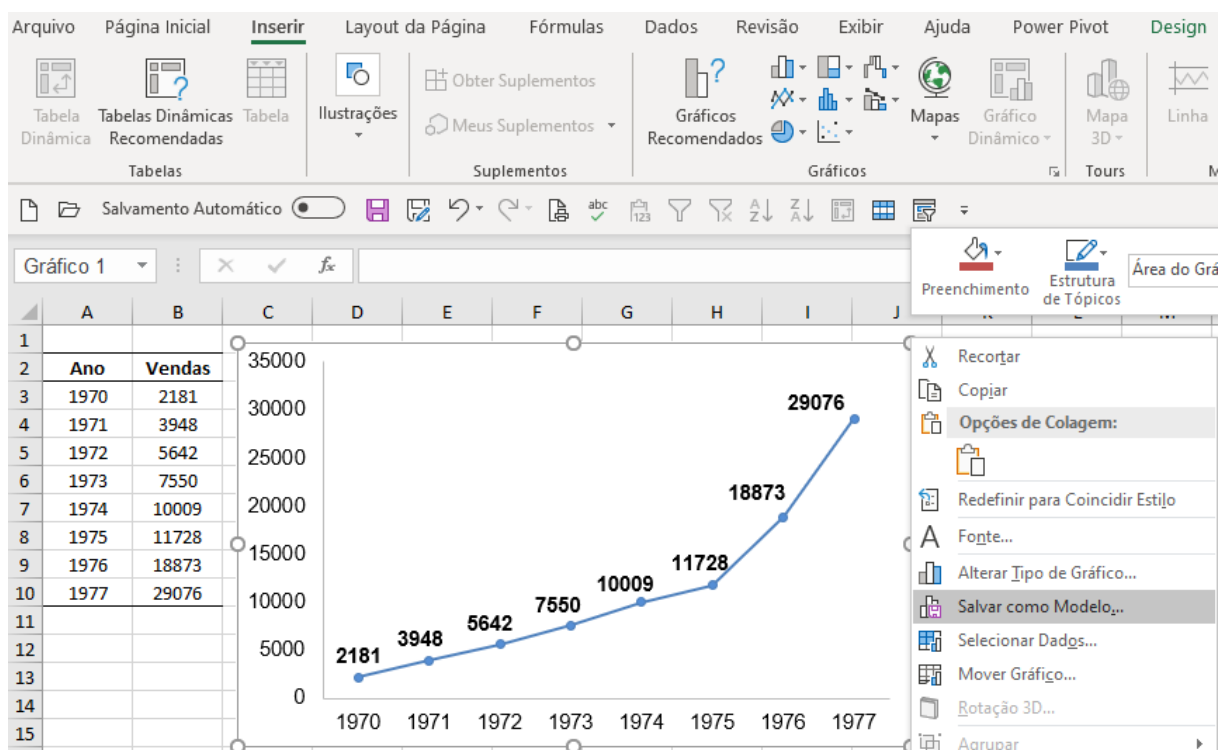 Arquivo Página Inicial Inserir Layout da Página Fórmulas Dados Revisão Exibir Ajuda Power Pivot Design
Tabela Dinâmica
Tabelas Dinâmicas Recomendadas
Tabela
Tabelas
Ilustrações
Obter Suplementos
Meus Suplementos
Suplementos
Gráficos Recomendados
Mapas
Gráfico Dinâmico
Gráficos
Mapa 3D
Tours
Linha
Salvamento Automático
abc
123
Preenchimento
Estrutura de Tópicos
Área do Grá
Gráfico 1
fx
A B C D E F G H I J
1
2 Ano Vendas
3 1970 2181
4 1971 3948
5 1972 5642
6 1973 7550
7 1974 10009
8 1975 11728
9 1976 18873
10 1977 29076
11
12
13
14
15
35000
30000
25000
20000
15000
10000
5000
0
2181
3948
5642
7550
10009
11728
18873
29076
1970 1971 1972 1973 1974 1975 1976 1977
Recortar
Copiar
Opções de Colagem:
Redefinir para Coincidir Estilo
Fonte...
Alterar Tipo de Gráfico...
Salvar como Modelo...
Selecionar Dados...
Mover Gráfico...
Rotação 3D...
Agrupar